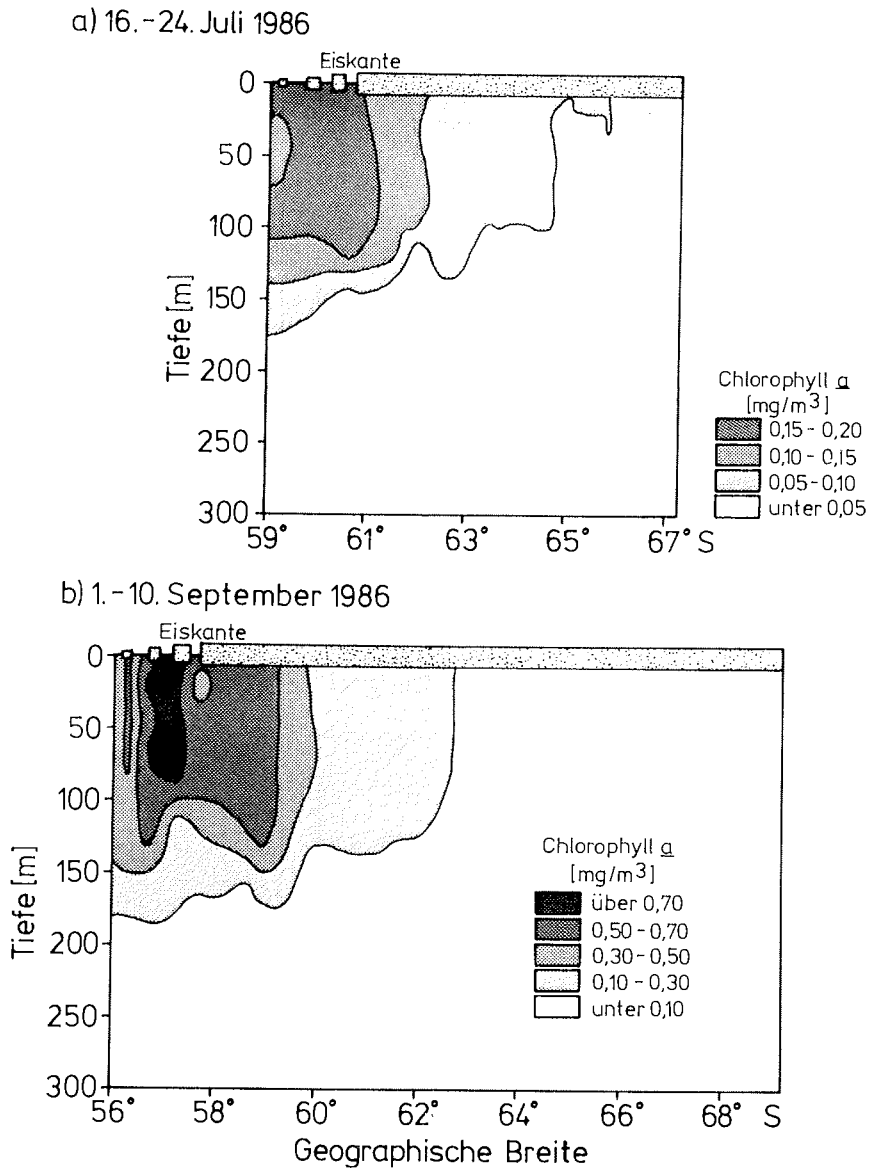 a) 16.-24. Juli 1986
Eiskante
0
50
100
150
200
250
300
Tiefe [m]
59° 61° 63° 65° 67° S
Chlorophyll a
[mg/m³]
0,15 - 0,20
0,10 - 0,15
0,05 - 0,10
unter 0,05
b) 1.-10. September 1986
Eiskante
0
50
100
150
200
250
300
Tiefe [m]
56° 58° 60° 62° 64° 66° 68° S
Geographische Breite
Chlorophyll a
[mg/m³]
über 0,70
0,50 - 0,70
0,30 - 0,50
0,10 - 0,30
unter 0,10